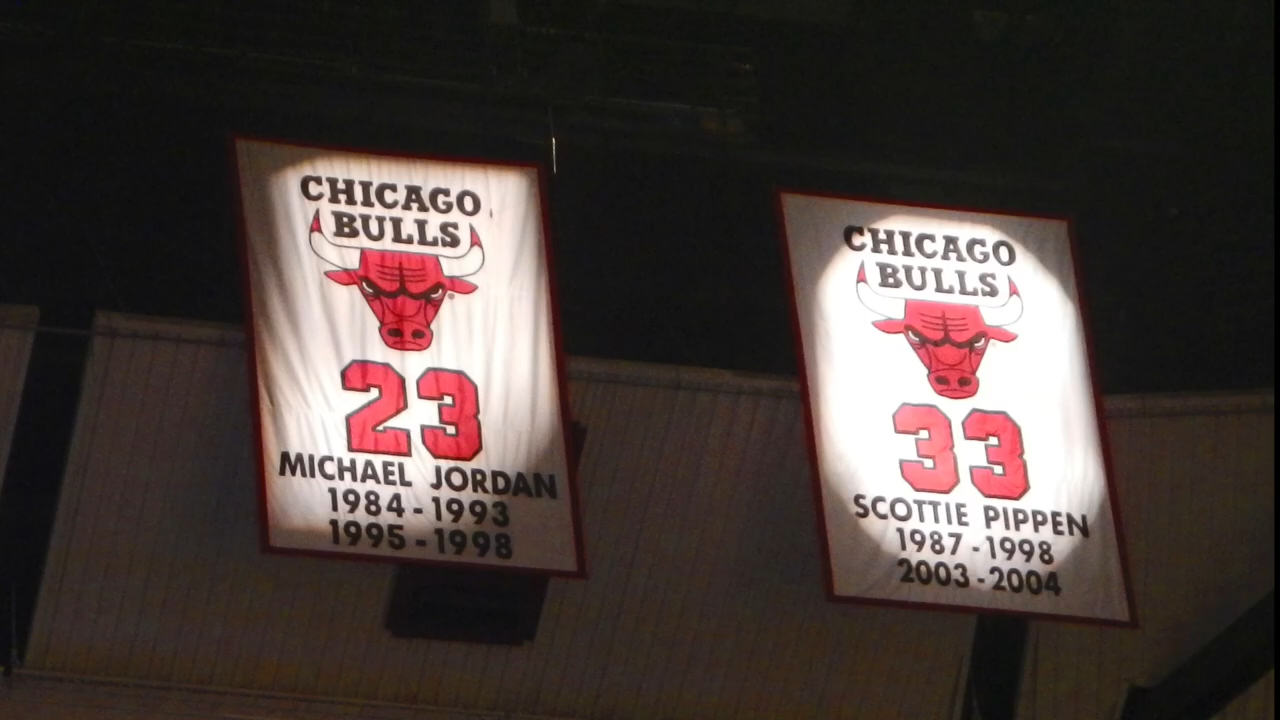 CHICAGO
BULLS
23
MICHAEL JORDAN
1984-1993
1995-1998
CHICAGO
BULLS
33
SCOTTIE PIPPEN
1987-1998
2003-2004